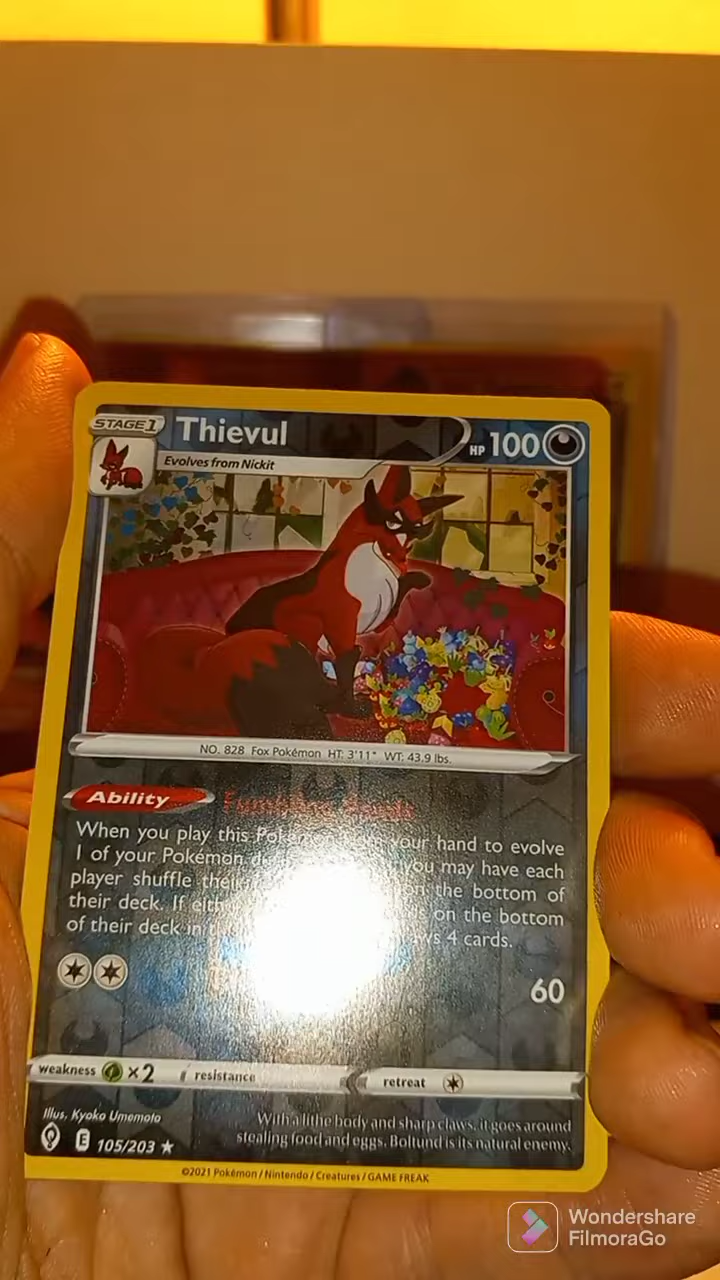 STAGE 1
Thievul
HP 100
Evolves from Nickit
NO. 828 Fox Pokémon HT: 3'11" WT: 43.9 lbs.
Ability
When you play this your hand to evolve
1 of your Pokémon you may have each
player shuffle their on the bottom of
their deck. If on the bottom
of their deck in 4 cards.
60
weakness ×2 resistance retreat
Illus. Kyoko Umemoto
With a lithe body and sharp claws, it goes around
stealing food and eggs. Boltund is its natural enemy.
E 105/203 ★
©2021 Pokémon / Nintendo / Creatures / GAME FREAK
Wondershare
FilmoraGo